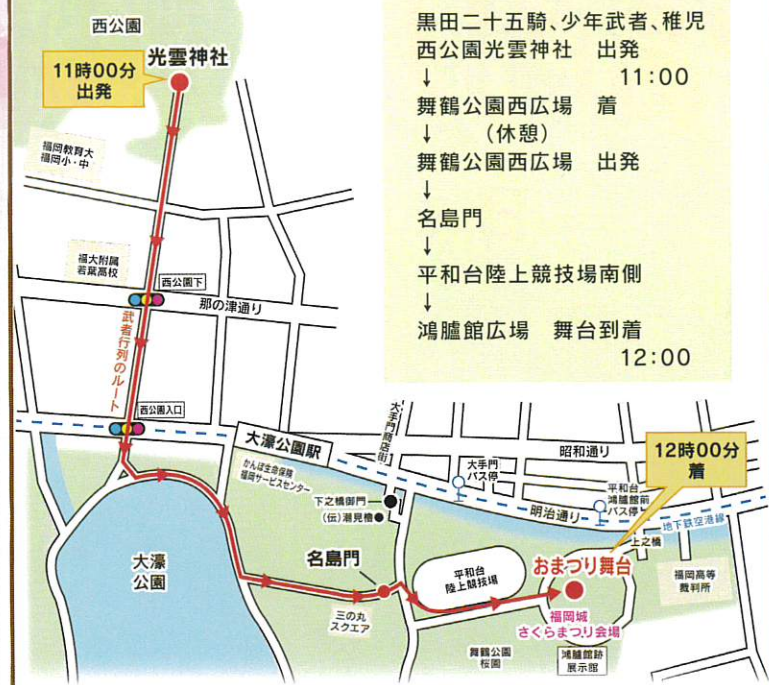 西公園
光雲神社
11時00分
出発
福岡教育大
福岡小・中
福大附属
若葉高校
西公園下
那の津通り
武者行列のルート
西公園入口
黒田二十五騎、少年武者、稚児
西公園光雲神社 出発
↓ 11:00
舞鶴公園西広場 着
↓ (休憩)
舞鶴公園西広場 出発
↓
名島門
↓
平和台陸上競技場南側
↓
鴻臚館広場 舞台到着
12:00
大濠公園駅
大手門商店街
昭和通り
かんぽ生命保険
福岡サービスセンター
大手門
バス停
12時00分
着
下之橋御門
(伝)潮見櫓
明治通り
平和台
鴻臚館前
バス停
地下鉄空港線
上之橋
大濠
公園
名島門
平和台
陸上競技場
おまつり舞台
福岡高等
裁判所
三の丸
スクエア
福岡城
さくらまつり会場
舞鶴公園
桜園
鴻臚館跡
展示館